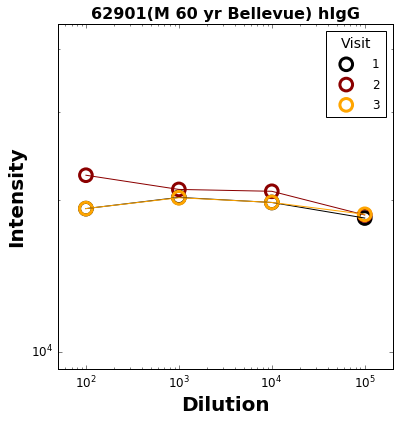 62901(M 60 yr Bellevue) hIgG
Visit
1
2
3
Intensity
10^4
10^2 10^3 10^4 10^5
Dilution